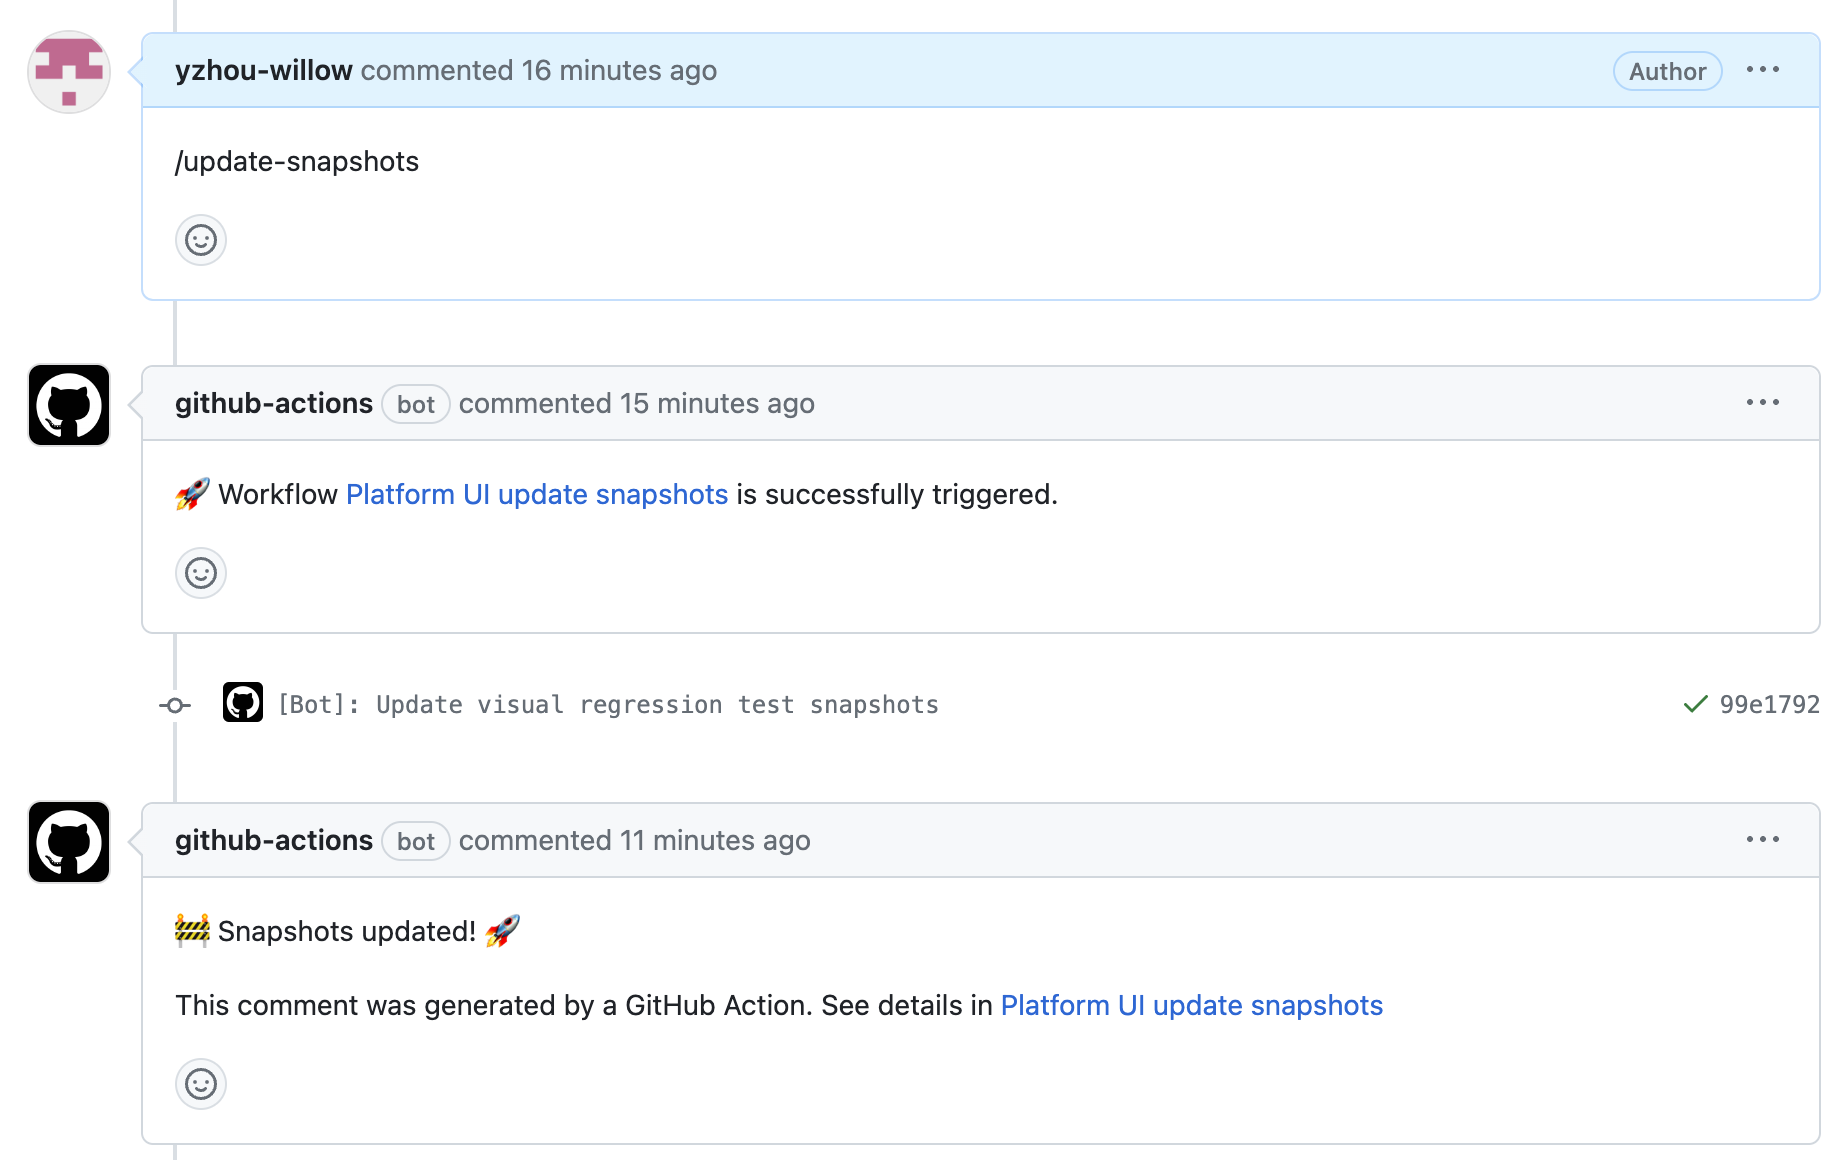 yzhou-willow commented 16 minutes ago Author
/update-snapshots
github-actions bot commented 15 minutes ago
🚀 Workflow Platform UI update snapshots is successfully triggered.
[Bot]: Update visual regression test snapshots 99e1792
github-actions bot commented 11 minutes ago
🚧 Snapshots updated! 🚀
This comment was generated by a GitHub Action. See details in Platform UI update snapshots